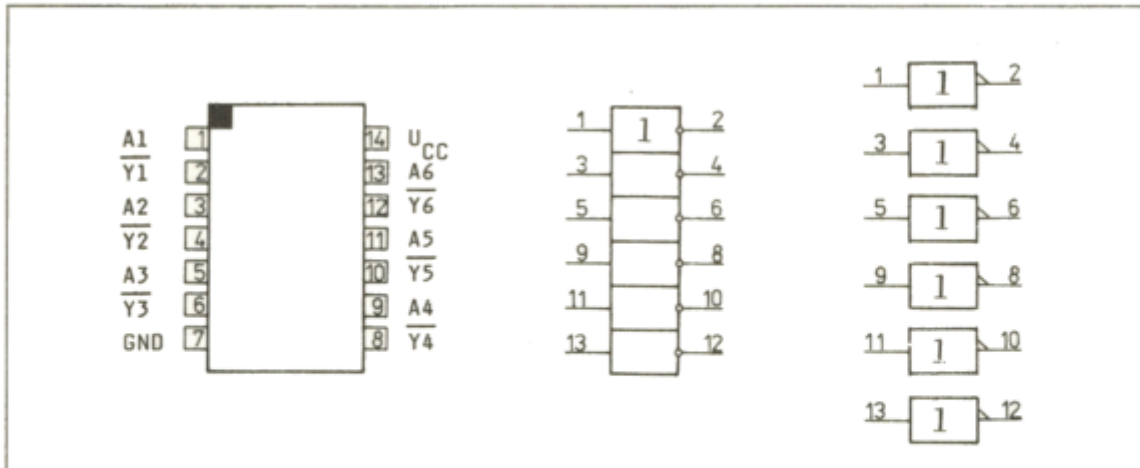 A1 1 14 UCC
Y1 2 13 A6
A2 3 12 Y6
Y2 4 11 A5
A3 5 10 Y5
Y3 6 9 A4
GND 7 8 Y4
1 1 2
3 4
5 6
9 8
11 10
13 12
1 1 2
3 1 4
5 1 6
9 1 8
11 1 10
13 1 12